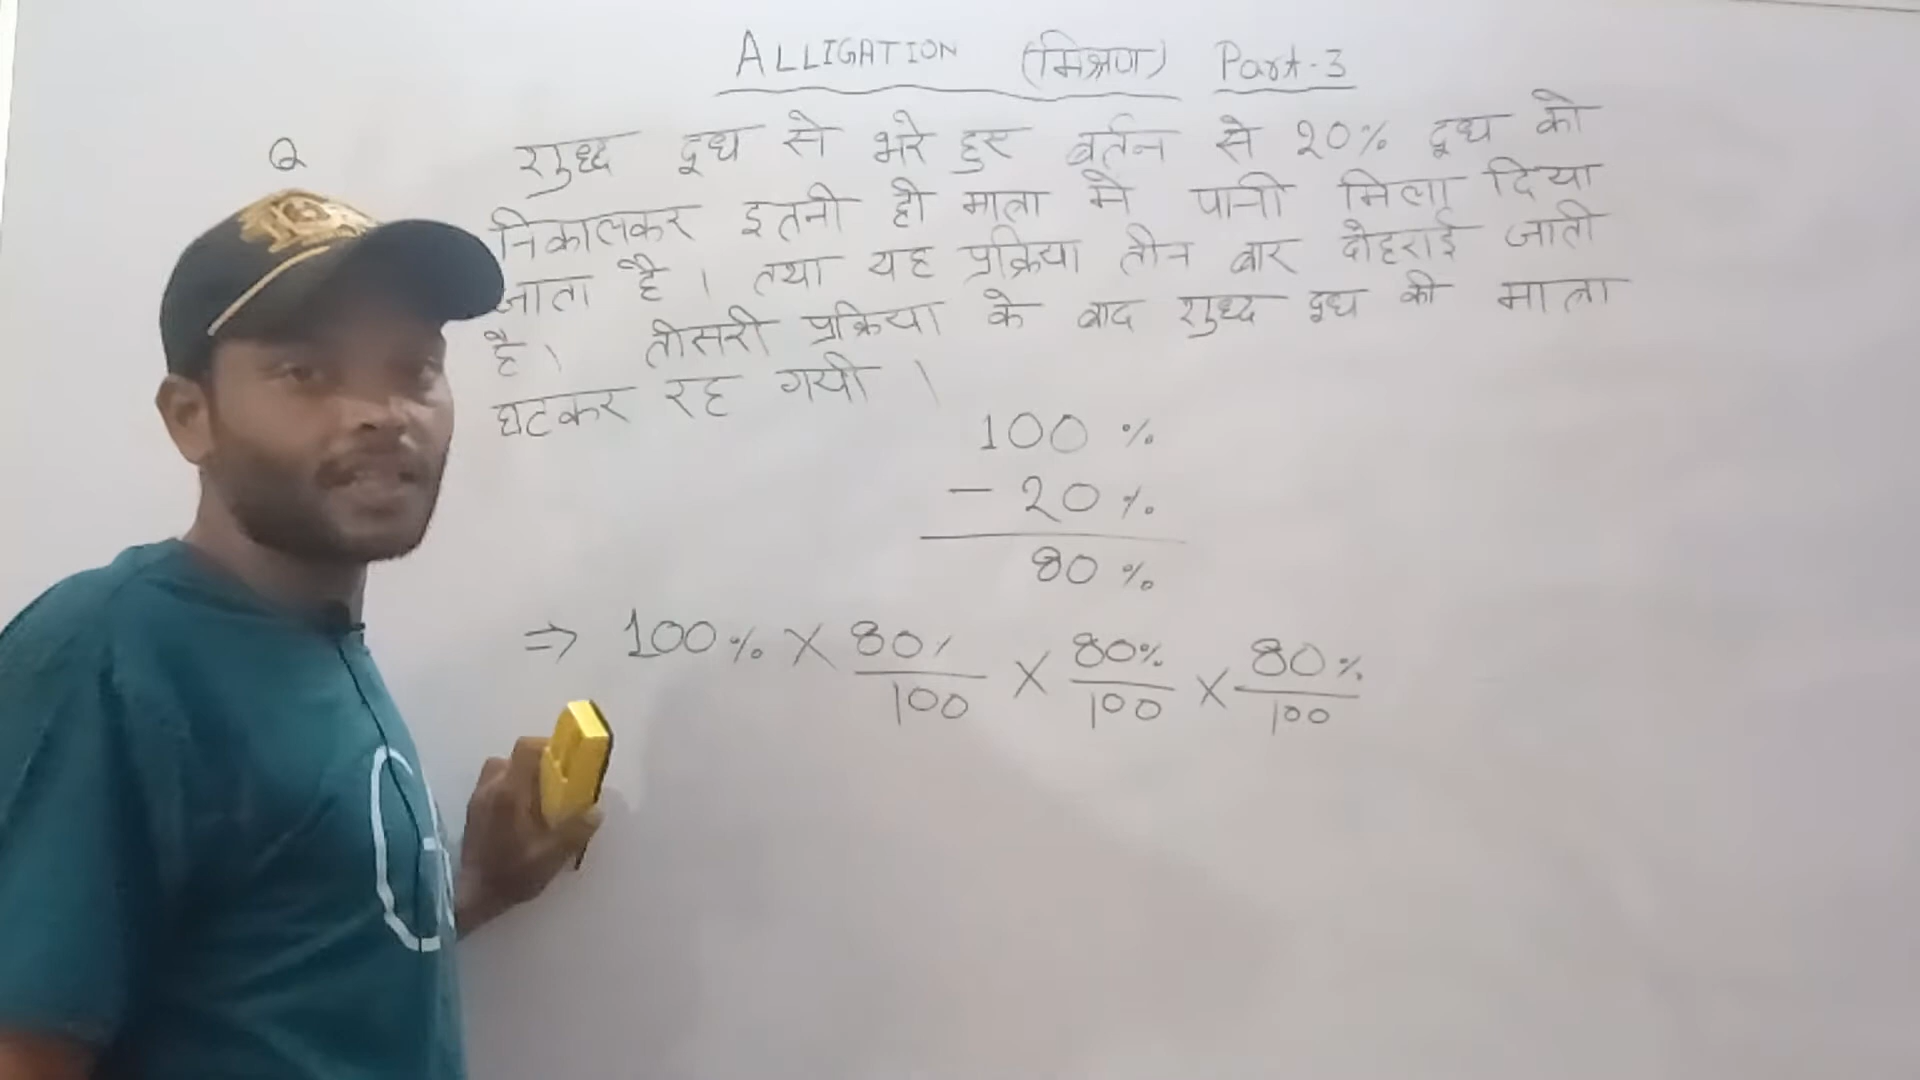 ALLIGATION (मिश्रण) Part-3
Q शुध्द दूध से भरे हुए बर्तन से 20% दूध को
निकालकर इतनी ही मात्रा में पानी मिला दिया
जाता है । तथा यह प्रक्रिया तीन बार दोहराई जाती
है । तीसरी प्रक्रिया के बाद शुध्द दूध की मात्रा
घटकर रह गयी ।
100 %
- 20 %
80 %
⇒ 100% × 80%/100 × 80%/100 × 80%/100